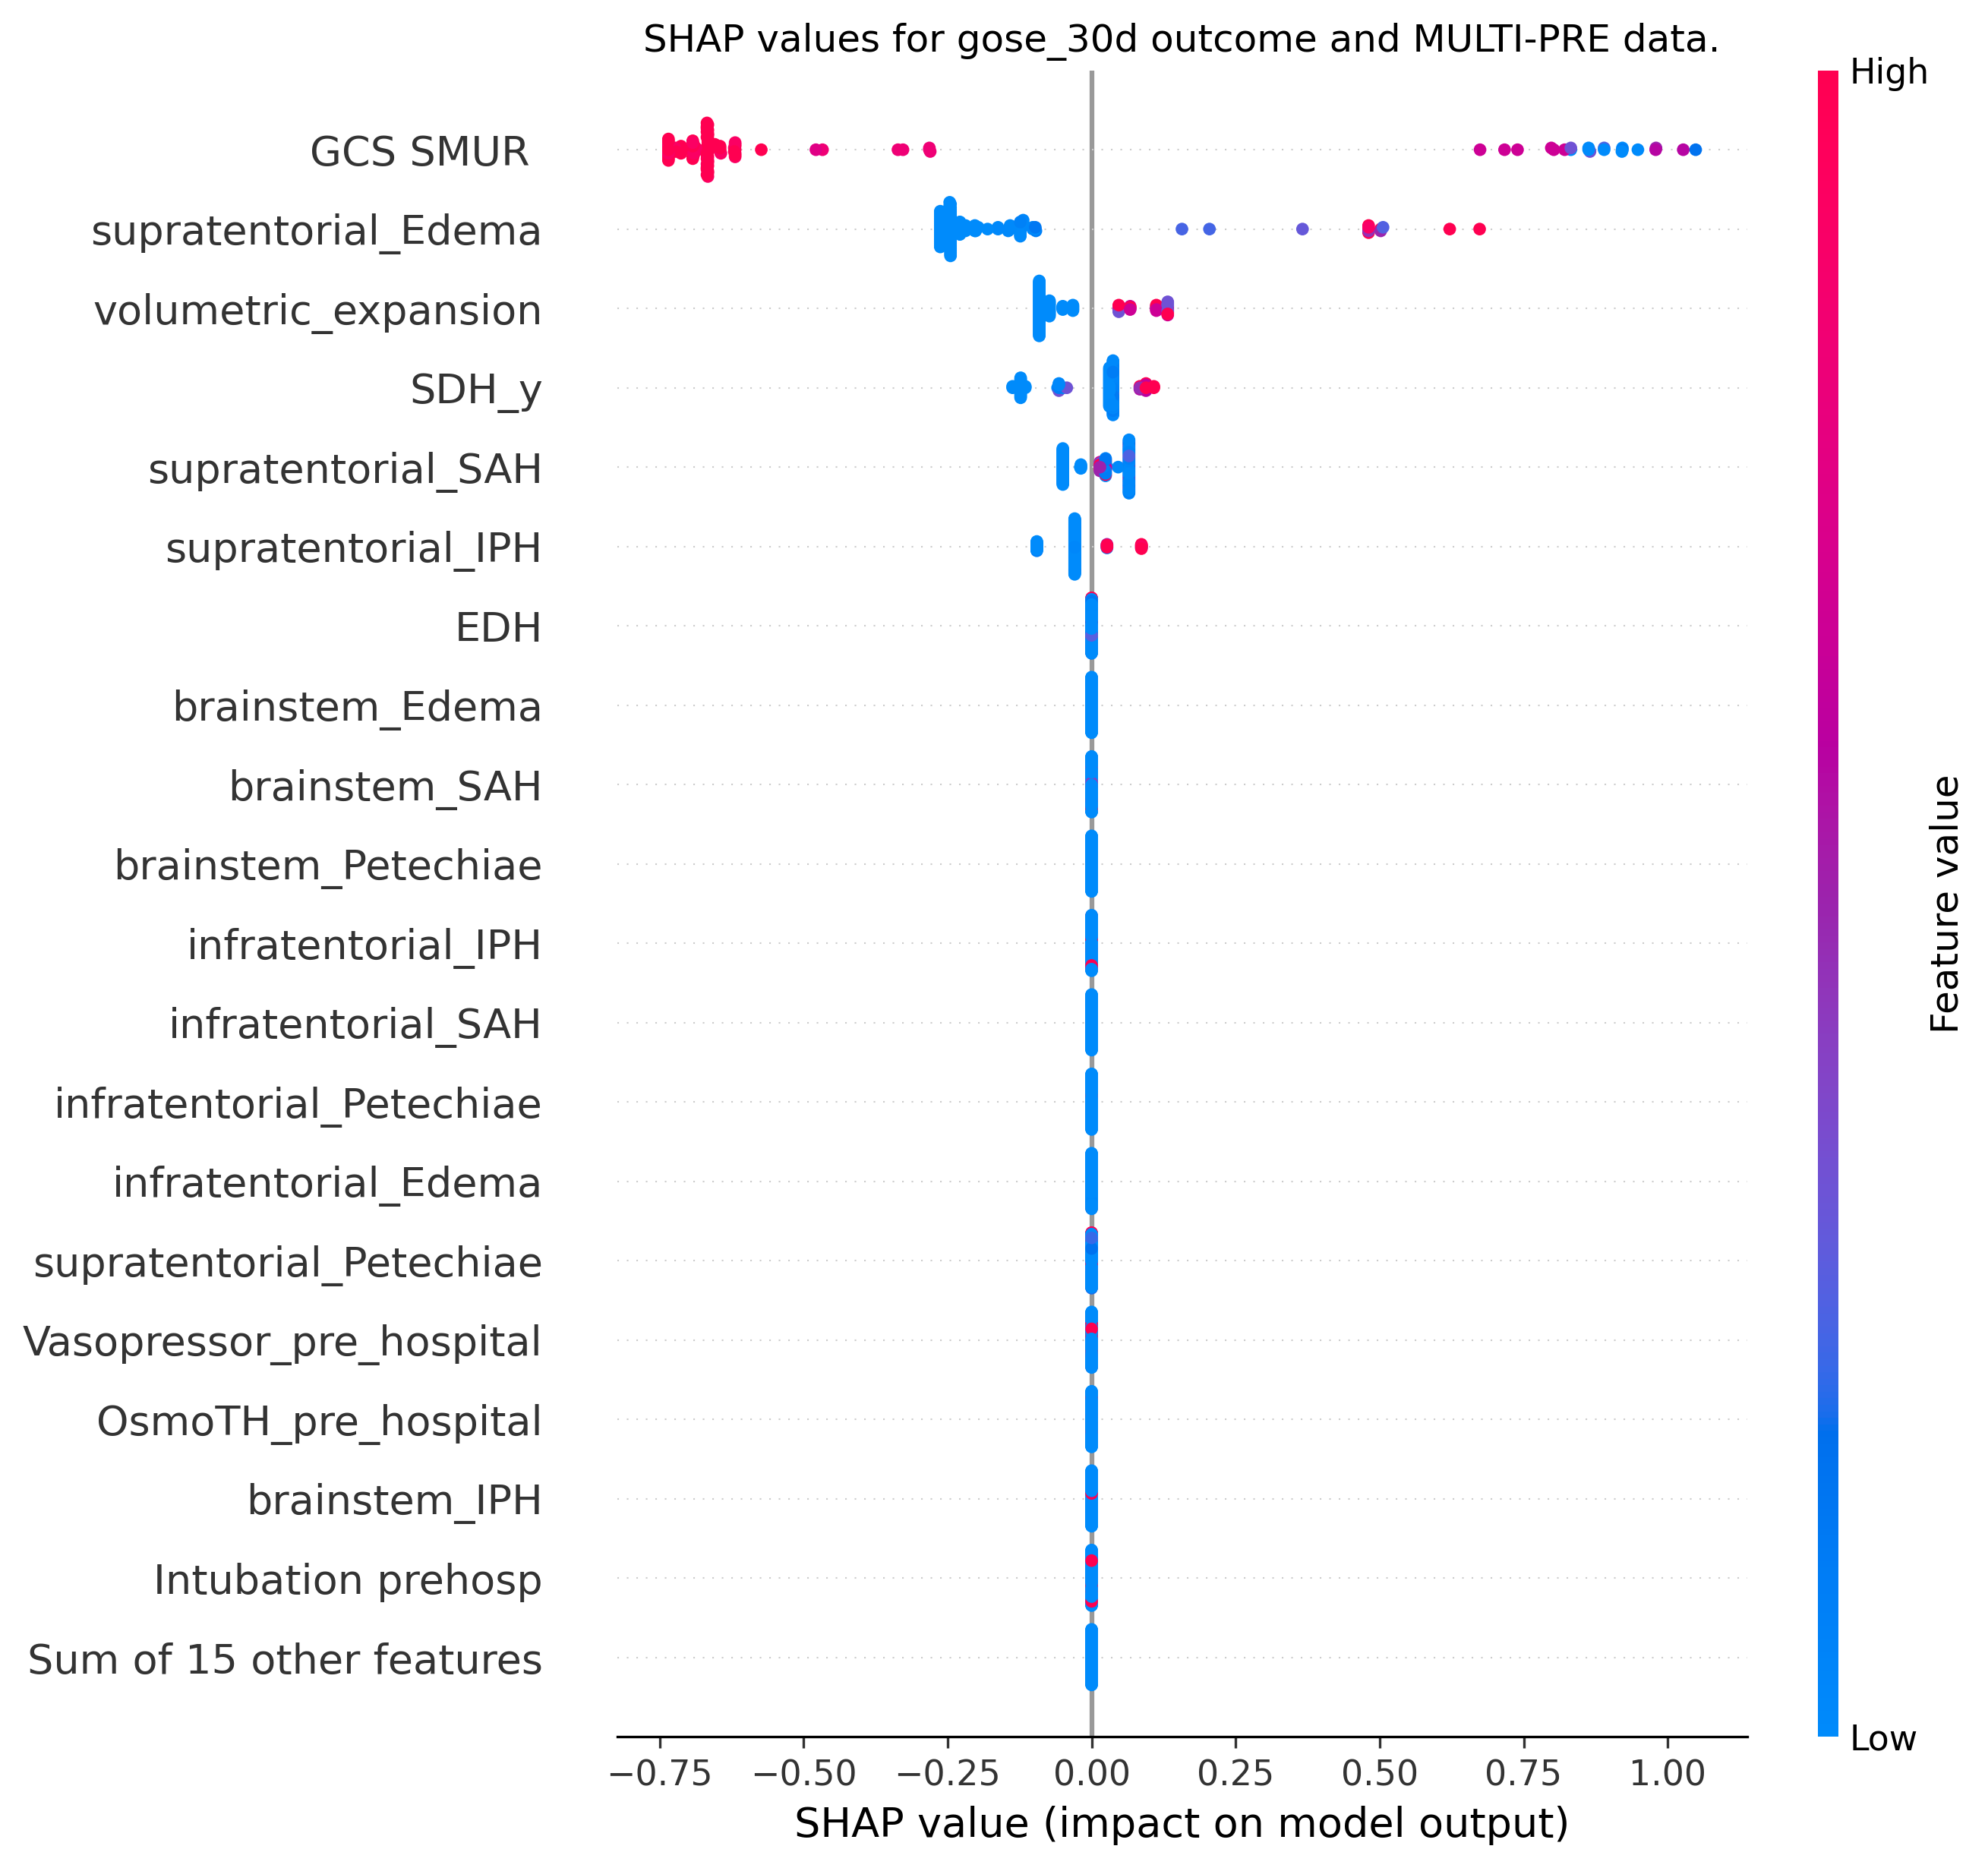 SHAP values for gose_30d outcome and MULTI-PRE data.
High
GCS SMUR
supratentorial_Edema
volumetric_expansion
SDH_y
supratentorial_SAH
supratentorial_IPH
EDH
brainstem_Edema
brainstem_SAH
brainstem_Petechiae
infratentorial_IPH
infratentorial_SAH
infratentorial_Petechiae
infratentorial_Edema
supratentorial_Petechiae
Vasopressor_pre_hospital
OsmoTH_pre_hospital
brainstem_IPH
Intubation prehosp
Sum of 15 other features
Feature value
Low
−0.75 −0.50 −0.25 0.00 0.25 0.50 0.75 1.00
SHAP value (impact on model output)